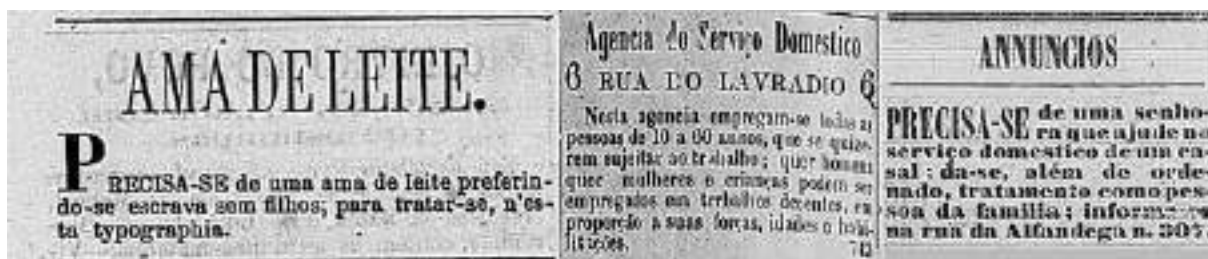 AMA DE LEITE.
PRECISA-SE de uma ama de leite preferin-
do-se escrava sem filhos; para tratar-se, n'es-
ta typographia.
Agencia do Serviço Domestico
6 RUA DO LAVRADIO 6
Nesta agencia empregam-se todas as
pessoas de 10 a 60 annos, que se quize-
rem sujeitar ao trabalho; quer homens
quer mulheres e crianças podem ser
empregados em trabalhos decentes, em
proporção a suas forças, idades e habi-
litações.
ANNUNCIOS
PRECISA-SE de uma senho-
ra que ajude no
serviço domestico de um ca-
sal; da-se, além de orde-
nado, tratamento como pes-
soa da familia; informa-se
na rua da Alfandega n. 307.